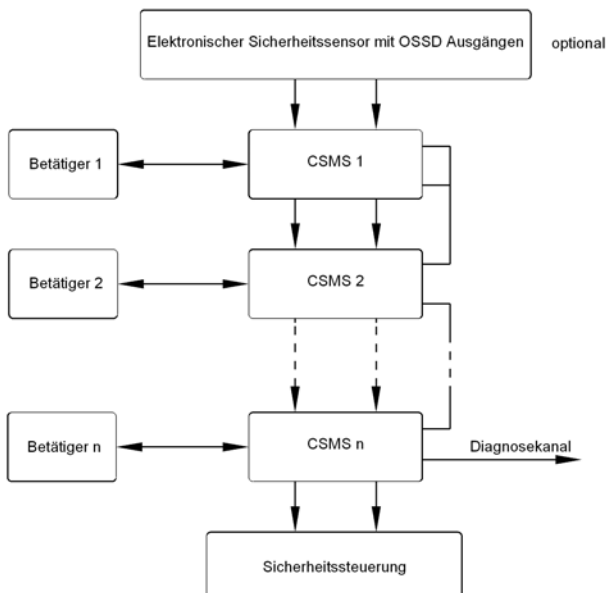 Elektronischer Sicherheitssensor mit OSSD Ausgängen
optional
Betätiger 1
CSMS 1
Betätiger 2
CSMS 2
Betätiger n
CSMS n
Diagnosekanal
Sicherheitssteuerung